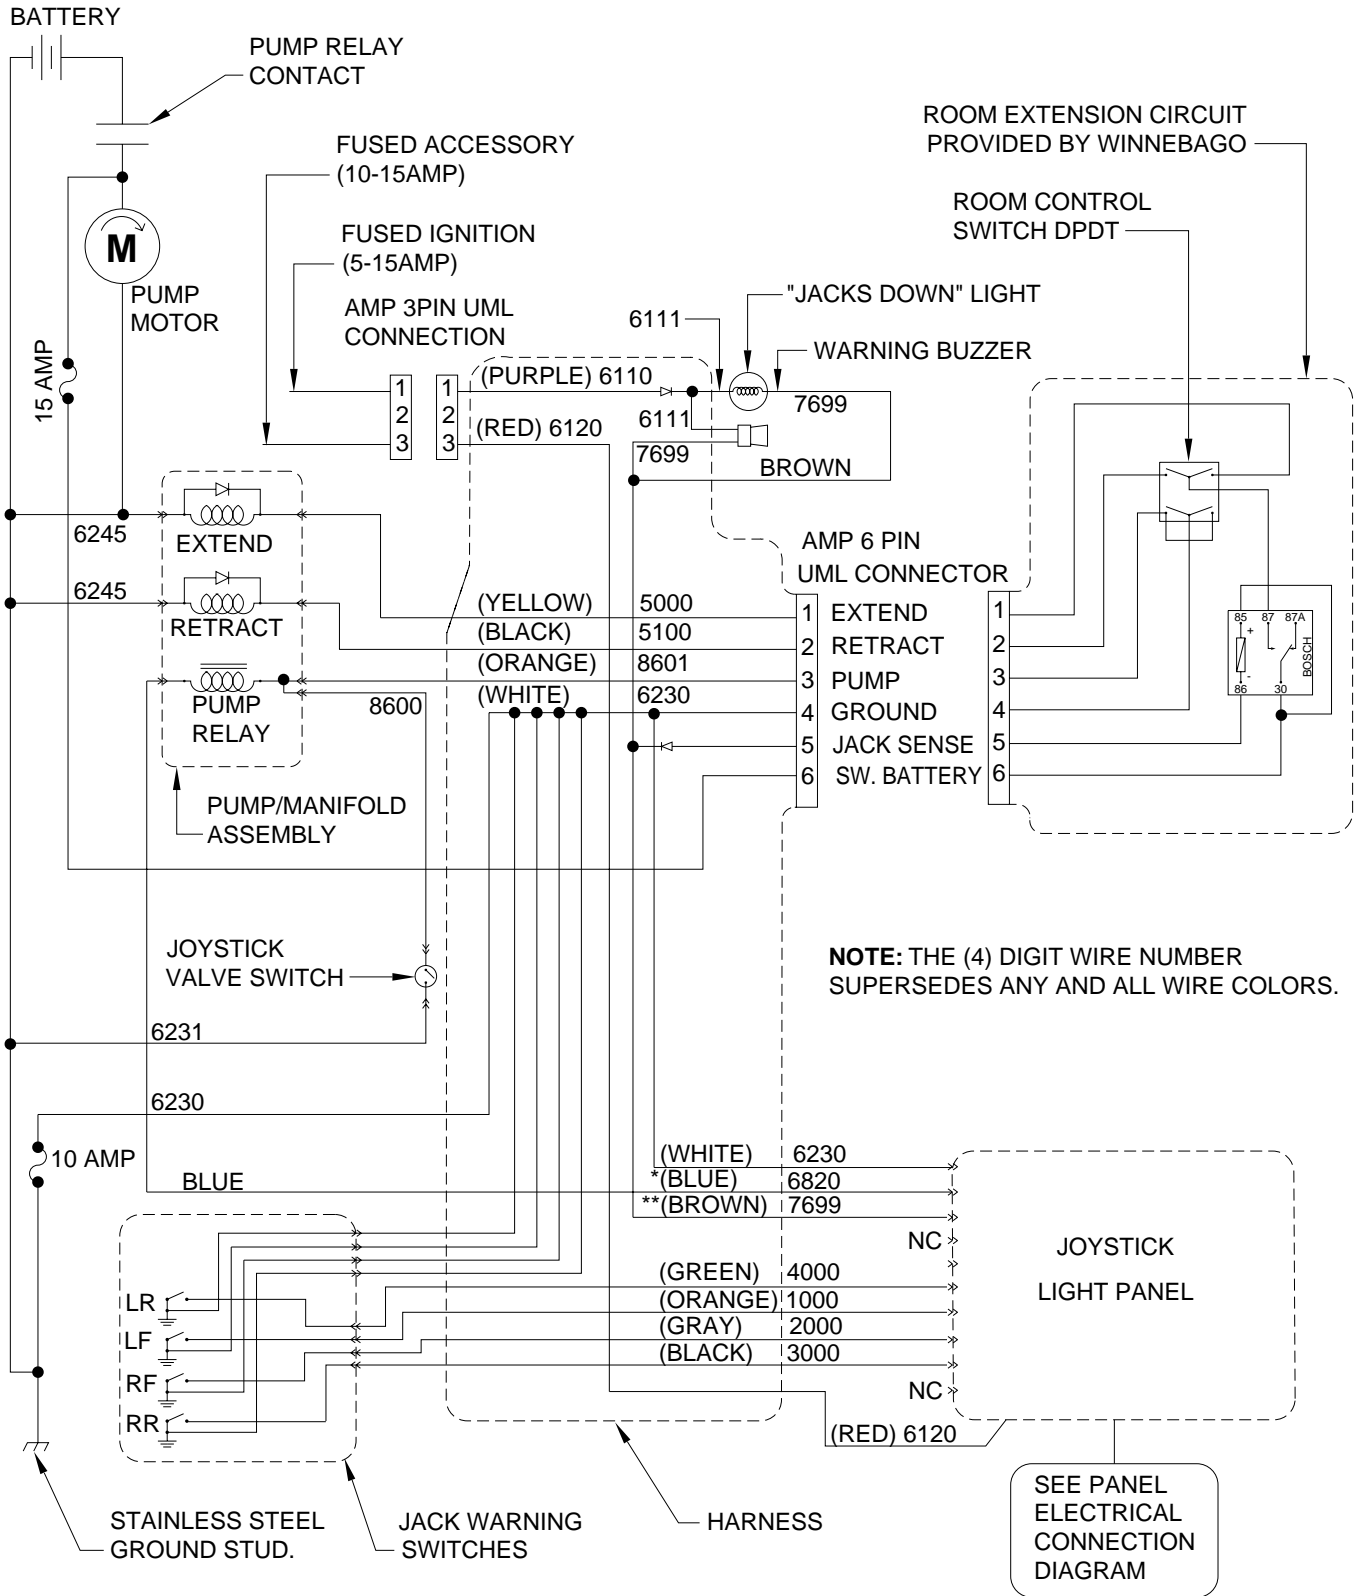 BATTERY
PUMP RELAY
CONTACT
FUSED ACCESSORY
(10-15AMP)
FUSED IGNITION
(5-15AMP)
AMP 3PIN UML
CONNECTION
ROOM EXTENSION CIRCUIT
PROVIDED BY WINNEBAGO
ROOM CONTROL
SWITCH DPDT
M
PUMP
MOTOR
15 AMP
"JACKS DOWN" LIGHT
6111
WARNING BUZZER
1
2
3
1
2
3
(PURPLE) 6110
(RED) 6120
7699
6111
7699
BROWN
6245
EXTEND
6245
RETRACT
PUMP
RELAY
8600
PUMP/MANIFOLD
ASSEMBLY
AMP 6 PIN
UML CONNECTOR
(YELLOW) 5000
(BLACK) 5100
(ORANGE) 8601
(WHITE) 6230
1 EXTEND 1
2 RETRACT 2
3 PUMP 3
4 GROUND 4
5 JACK SENSE 5
6 SW. BATTERY 6
85 87 87A
+
-
86 30
BOSCH
JOYSTICK
VALVE SWITCH
NOTE: THE (4) DIGIT WIRE NUMBER
SUPERSEDES ANY AND ALL WIRE COLORS.
6231
6230
10 AMP
BLUE
(WHITE) 6230
*(BLUE) 6820
**(BROWN) 7699
NC
(GREEN) 4000
(ORANGE) 1000
(GRAY) 2000
(BLACK) 3000
NC
(RED) 6120
JOYSTICK
LIGHT PANEL
LR
LF
RF
RR
STAINLESS STEEL
GROUND STUD.
JACK WARNING
SWITCHES
HARNESS
SEE PANEL
ELECTRICAL
CONNECTION
DIAGRAM